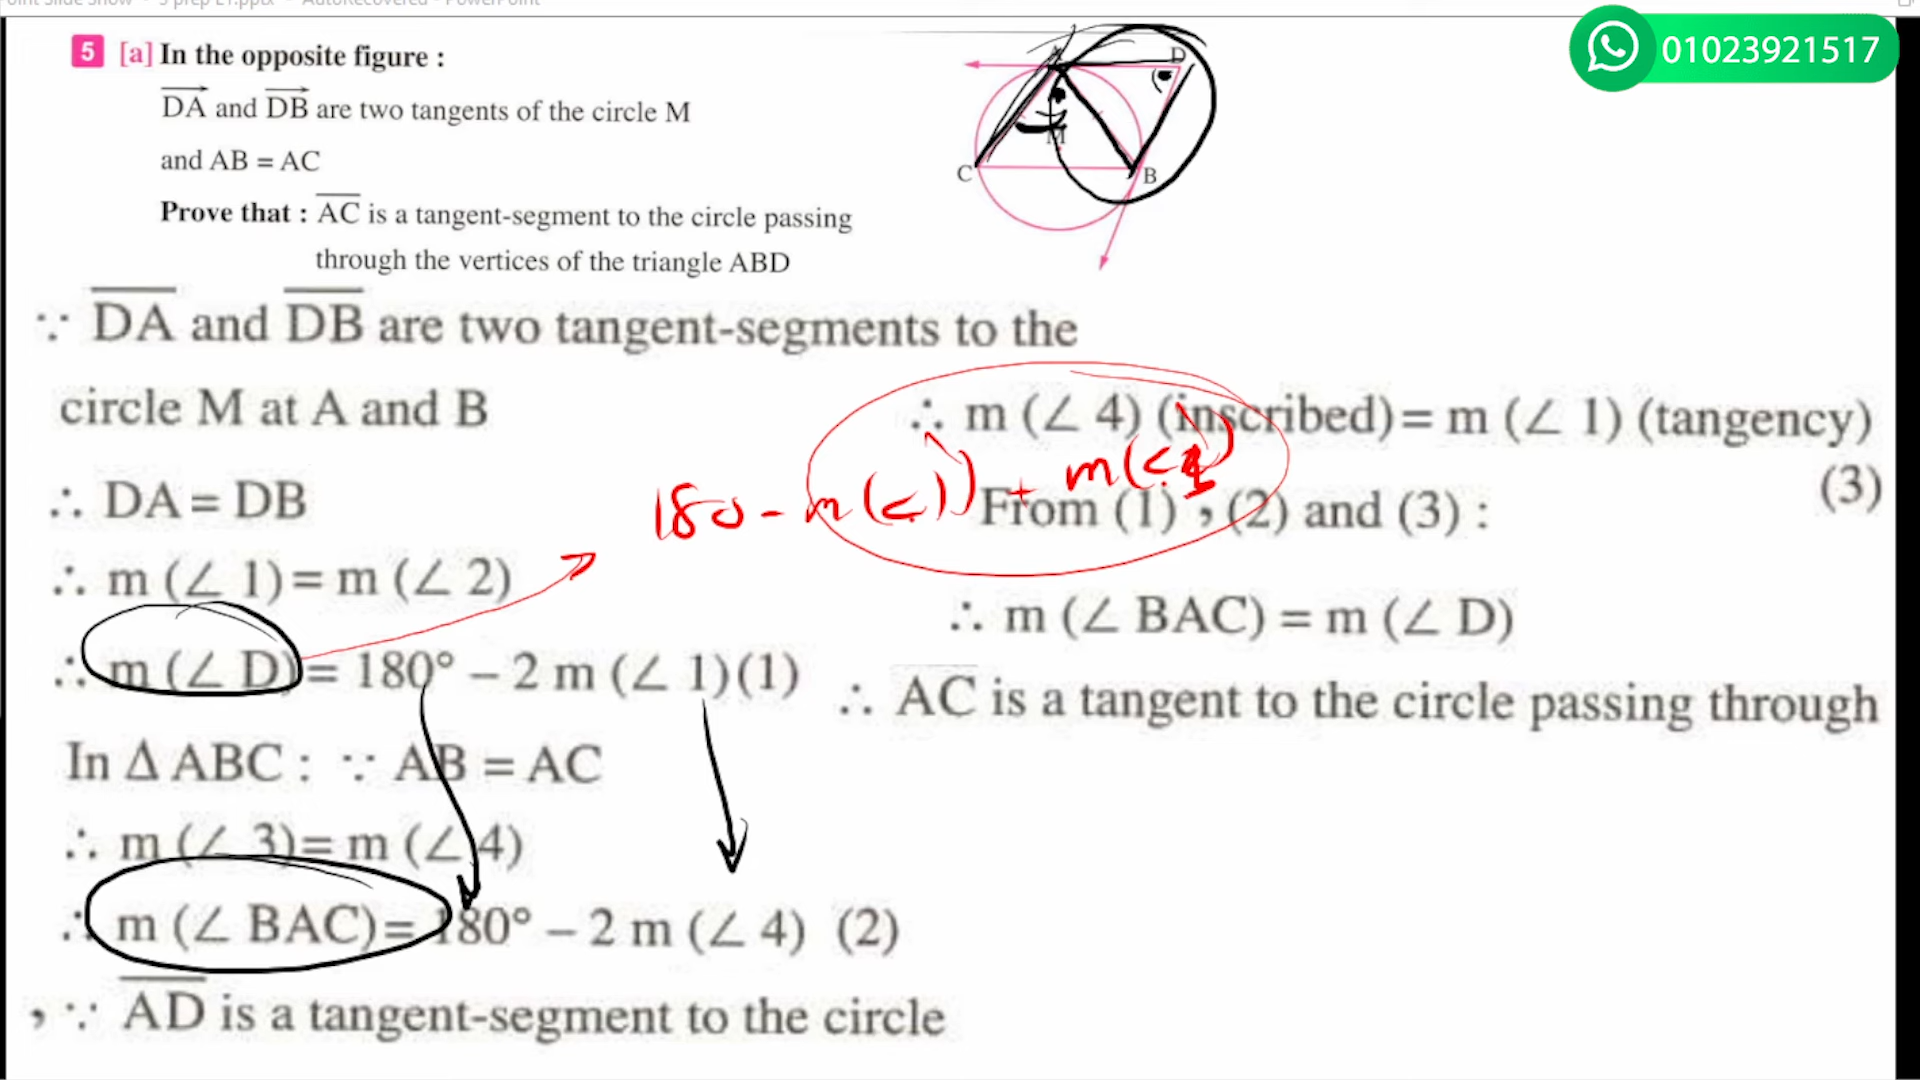 01023921517
5 [a] In the opposite figure :
DA and DB are two tangents of the circle M
and AB = AC
Prove that : AC is a tangent-segment to the circle passing
through the vertices of the triangle ABD
D
M
C
B
∵ DA and DB are two tangent-segments to the
circle M at A and B
∴ DA = DB
∴ m (∠ 1) = m (∠ 2)
∴ m (∠ D) = 180° – 2 m (∠ 1) (1)
In Δ ABC : ∵ AB = AC
∴ m (∠ 3) = m (∠ 4)
∴ m (∠ BAC) = 180° – 2 m (∠ 4) (2)
, ∵ AD is a tangent-segment to the circle
∴ m (∠ 4) (inscribed) = m (∠ 1) (tangency)
(3)
180 - m(∠1) + m(∠1)
From (1) , (2) and (3) :
∴ m (∠ BAC) = m (∠ D)
∴ AC is a tangent to the circle passing through